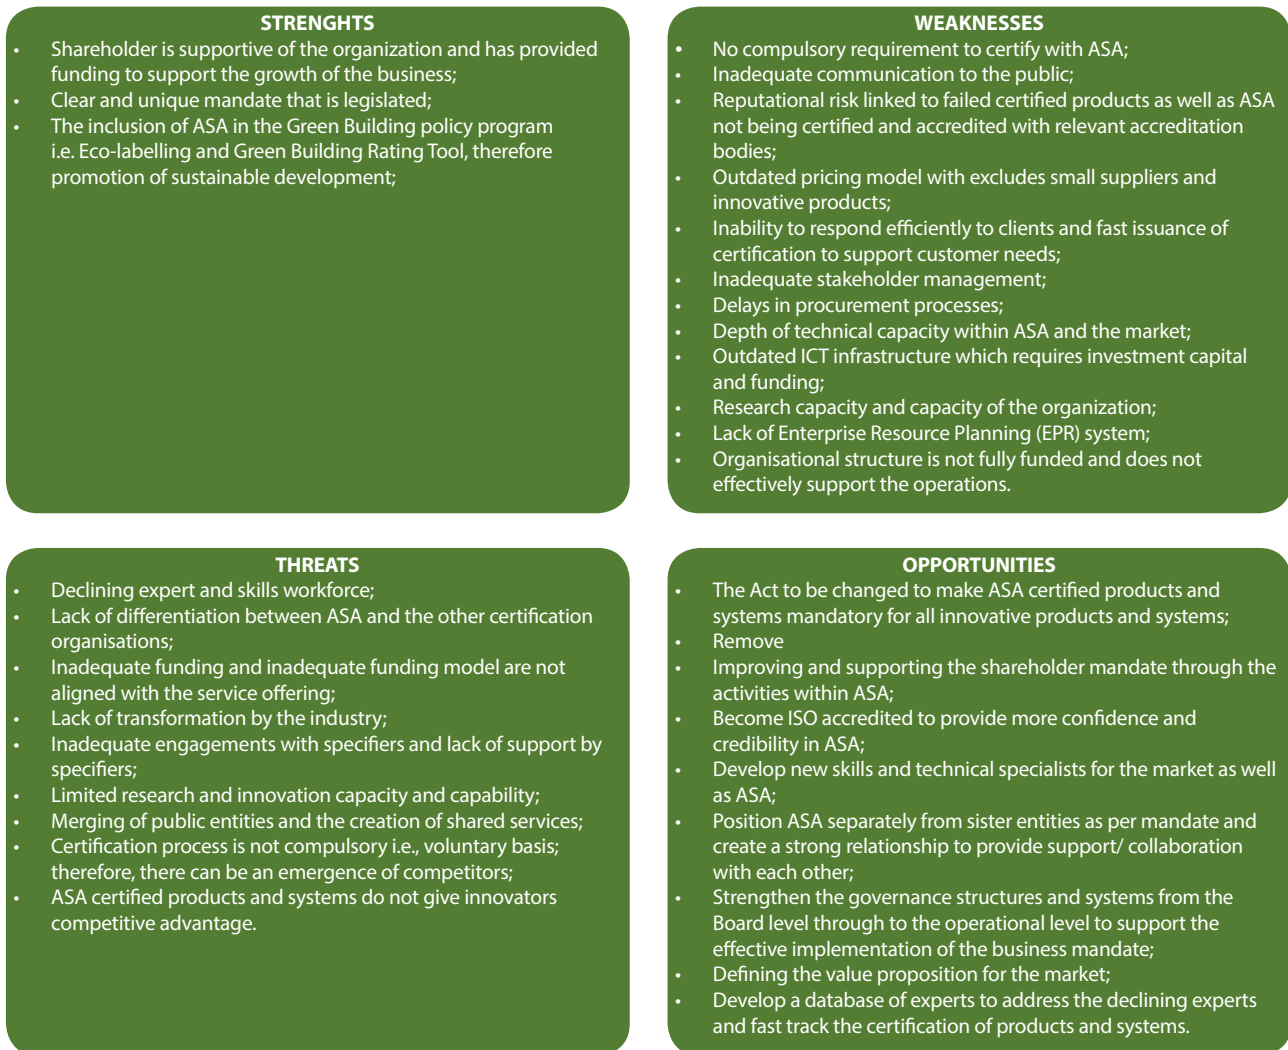 STRENGHTS
• Shareholder is supportive of the organization and has provided
funding to support the growth of the business;
• Clear and unique mandate that is legislated;
• The inclusion of ASA in the Green Building policy program
i.e. Eco-labelling and Green Building Rating Tool, therefore
promotion of sustainable development;
WEAKNESSES
• No compulsory requirement to certify with ASA;
• Inadequate communication to the public;
• Reputational risk linked to failed certified products as well as ASA
not being certified and accredited with relevant accreditation
bodies;
• Outdated pricing model with excludes small suppliers and
innovative products;
• Inability to respond efficiently to clients and fast issuance of
certification to support customer needs;
• Inadequate stakeholder management;
• Delays in procurement processes;
• Depth of technical capacity within ASA and the market;
• Outdated ICT infrastructure which requires investment capital
and funding;
• Research capacity and capacity of the organization;
• Lack of Enterprise Resource Planning (EPR) system;
• Organisational structure is not fully funded and does not
effectively support the operations.
THREATS
• Declining expert and skills workforce;
• Lack of differentiation between ASA and the other certification
organisations;
• Inadequate funding and inadequate funding model are not
aligned with the service offering;
• Lack of transformation by the industry;
• Inadequate engagements with specifiers and lack of support by
specifiers;
• Limited research and innovation capacity and capability;
• Merging of public entities and the creation of shared services;
• Certification process is not compulsory i.e., voluntary basis;
therefore, there can be an emergence of competitors;
• ASA certified products and systems do not give innovators
competitive advantage.
OPPORTUNITIES
• The Act to be changed to make ASA certified products and
systems mandatory for all innovative products and systems;
• Remove
• Improving and supporting the shareholder mandate through the
activities within ASA;
• Become ISO accredited to provide more confidence and
credibility in ASA;
• Develop new skills and technical specialists for the market as well
as ASA;
• Position ASA separately from sister entities as per mandate and
create a strong relationship to provide support/ collaboration
with each other;
• Strengthen the governance structures and systems from the
Board level through to the operational level to support the
effective implementation of the business mandate;
• Defining the value proposition for the market;
• Develop a database of experts to address the declining experts
and fast track the certification of products and systems.